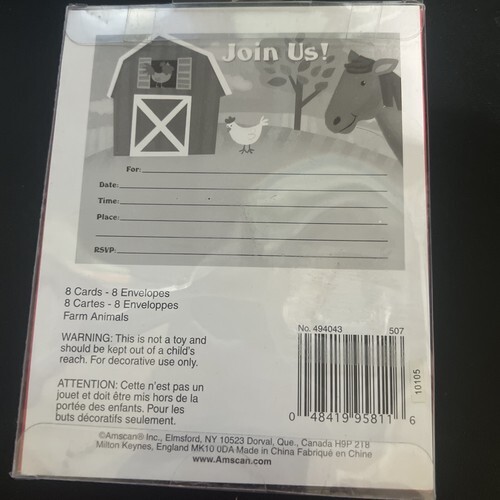 Join Us!
For:
Date:
Time:
Place:
RSVP:
8 Cards - 8 Envelopes
8 Cartes - 8 Enveloppes
Farm Animals
WARNING: This is not a toy and
should be kept out of a child's
reach. For decorative use only.
ATTENTION: Cette n'est pas un
jouet et doit être mis hors de la
portée des enfants. Pour les
buts décoratifs seulement.
No. 494043 507
10105
0 48419 95811 6
©Amscan® Inc., Elmsford, NY 10523 Dorval, Que., Canada H9P 2T8
Milton Keynes, England MK10 0DA Made in China Fabriqué en Chine
www.Amscan.com